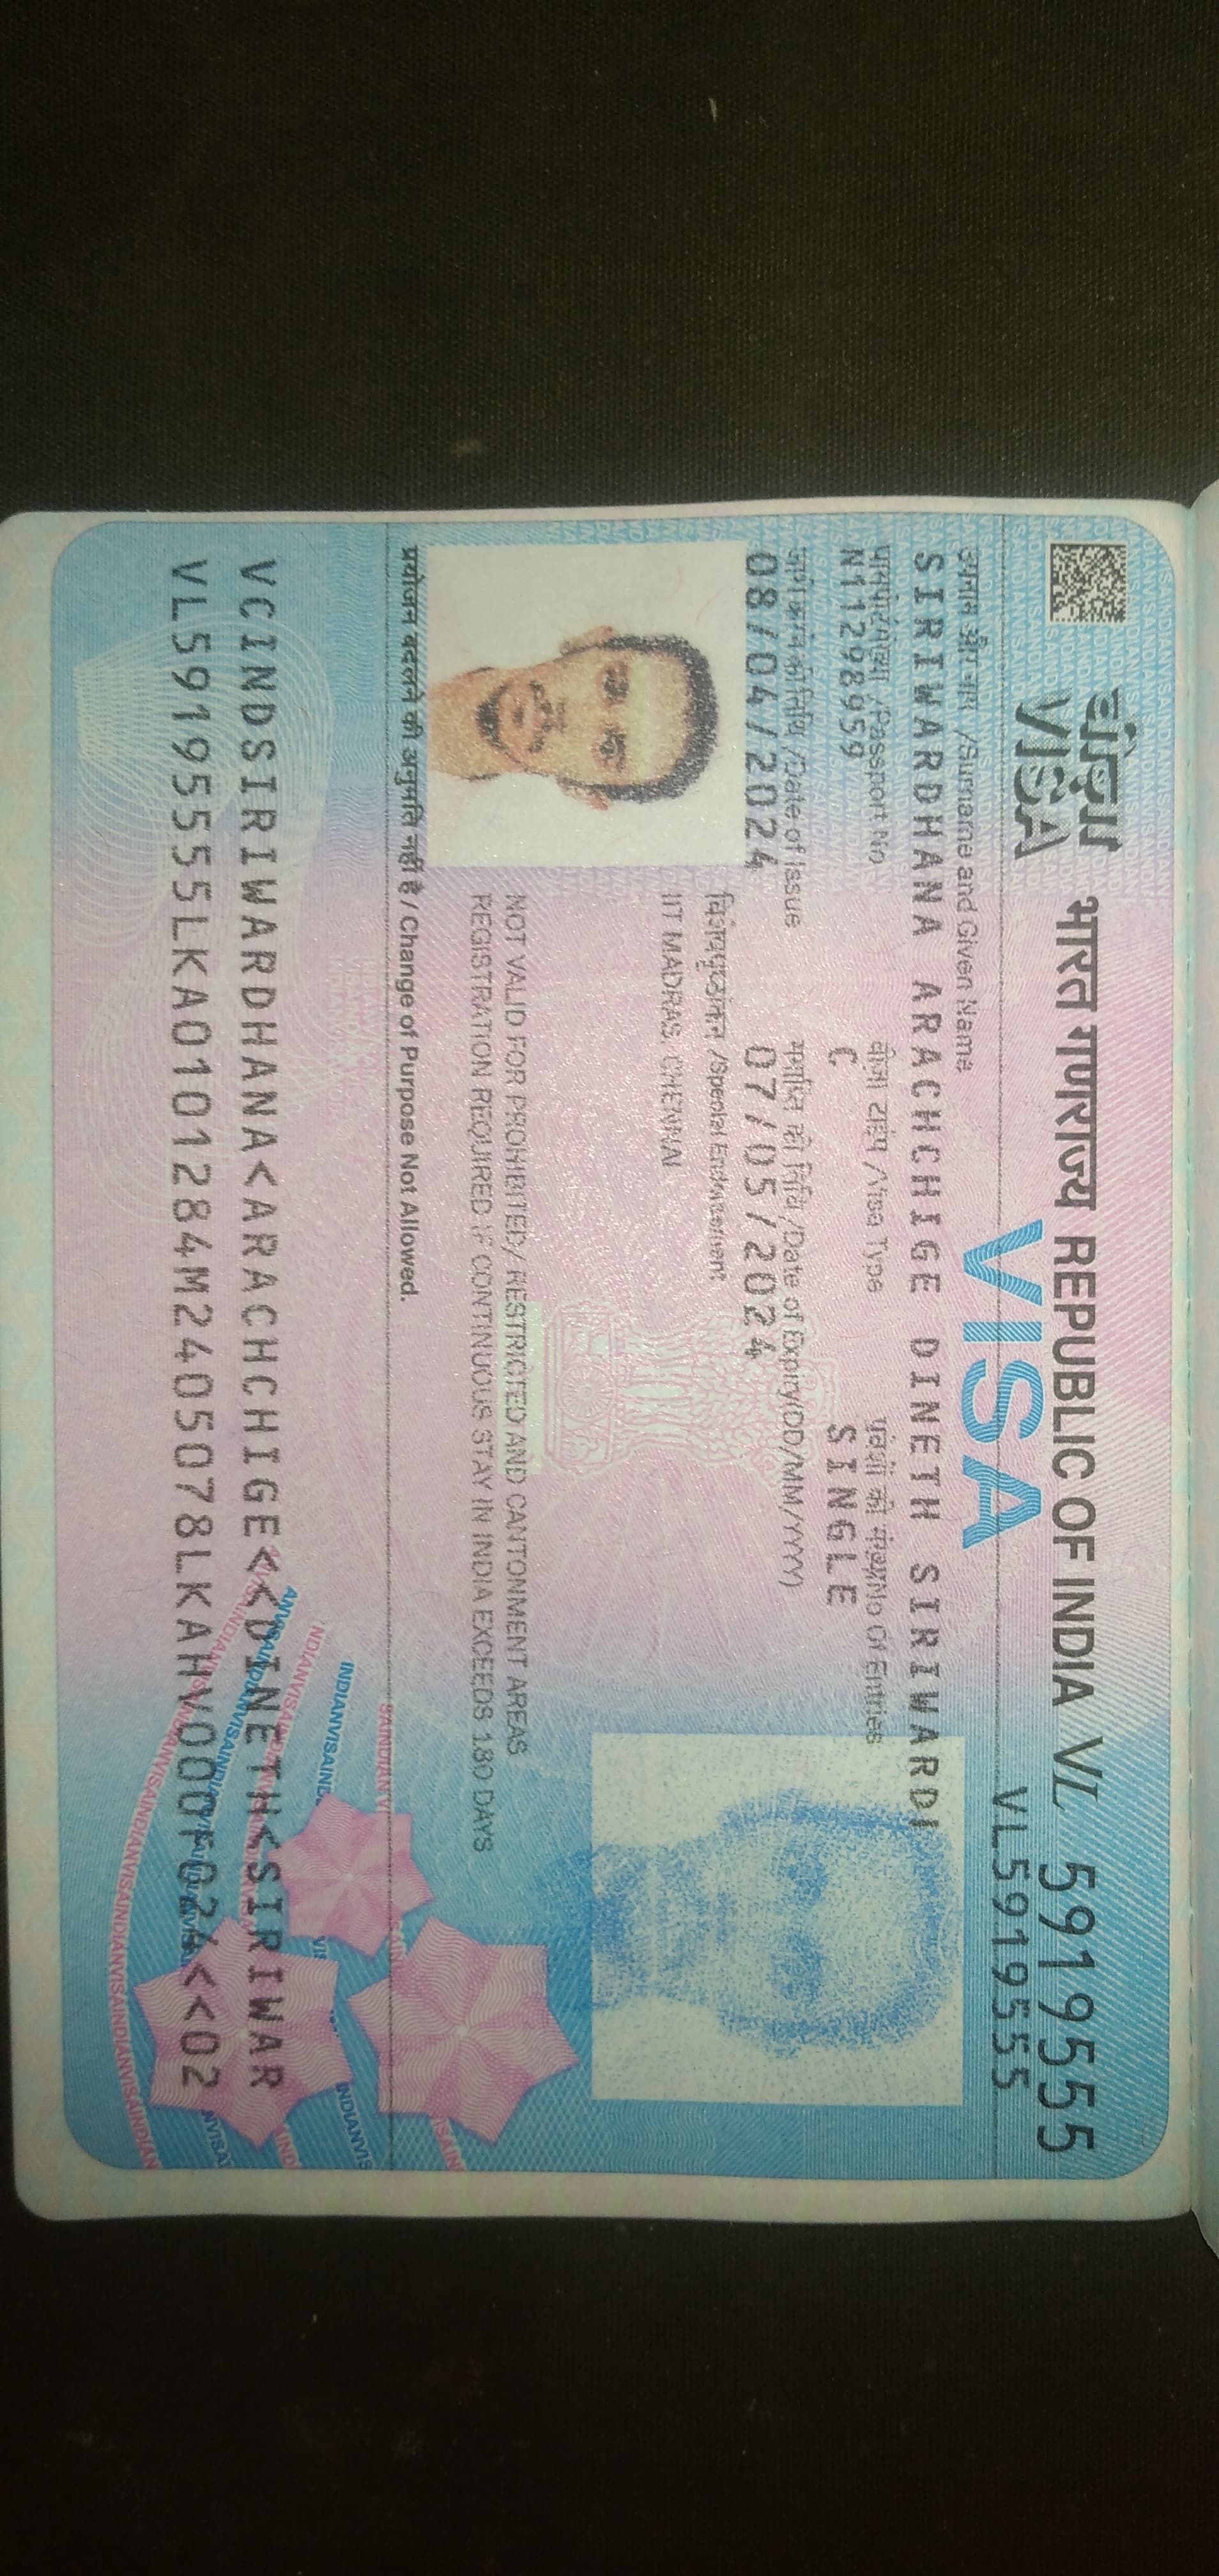 वीज़ा
VISA
भारत गणराज्य REPUBLIC OF INDIA VL 5919555
VISA
VL5919555
उपनाम और नाम /Surname and Given Name
SIRIWARDHANA ARACHCHIGE DINETH SIRIWARD
पासपोर्ट संख्या /Passport No
वीज़ा टाईप /Visa Type
प्रवेशों की संख्या/No Of Entries
N11298959
C
SINGLE
जारी करने की तिथि /Date of Issue
समाप्ति की तिथि /Date of Expiry(DD/MM/YYYY)
08/04/2024
07/05/2024
विशेषपृष्ठांकन /Special Endorsement
IIT MADRAS, CHENNAI
NOT VALID FOR PROHIBITED/ RESTRICTED AND CANTONMENT AREAS
REGISTRATION REQUIRED IF CONTINUOUS STAY IN INDIA EXCEEDS 180 DAYS
प्रयोजन बदलने की अनुमति नहीं है / Change of Purpose Not Allowed.
VCINDSIRIWARDHANA<ARACHCHIGE<<DINETH<SIRIWAR
VL59195555LKA0101284M2405078LKAHV000F024<<02